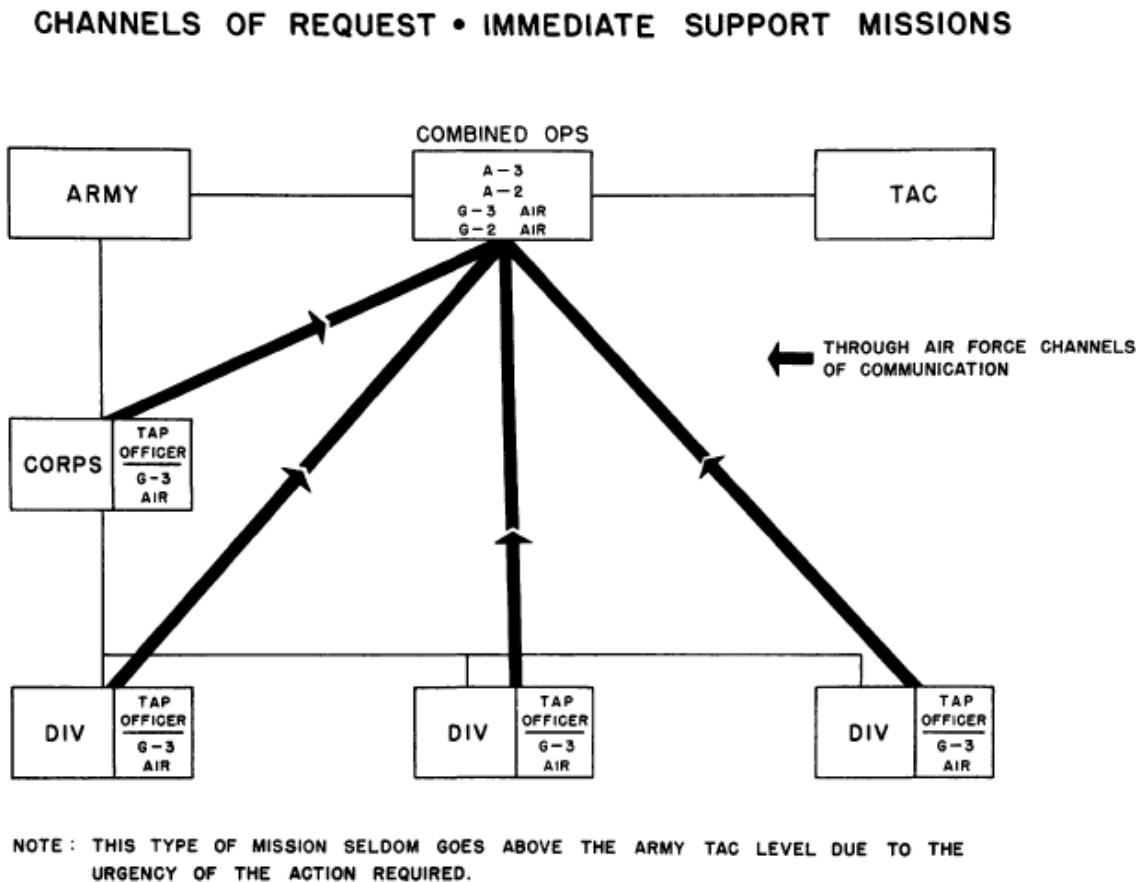 CHANNELS OF REQUEST • IMMEDIATE SUPPORT MISSIONS
COMBINED OPS
ARMY
A-3
A-2
G-3 AIR
G-2 AIR
TAC
THROUGH AIR FORCE CHANNELS
OF COMMUNICATION
CORPS
TAP
OFFICER
G-3
AIR
DIV
TAP
OFFICER
G-3
AIR
DIV
TAP
OFFICER
G-3
AIR
DIV
TAP
OFFICER
G-3
AIR
NOTE: THIS TYPE OF MISSION SELDOM GOES ABOVE THE ARMY TAC LEVEL DUE TO THE
URGENCY OF THE ACTION REQUIRED.